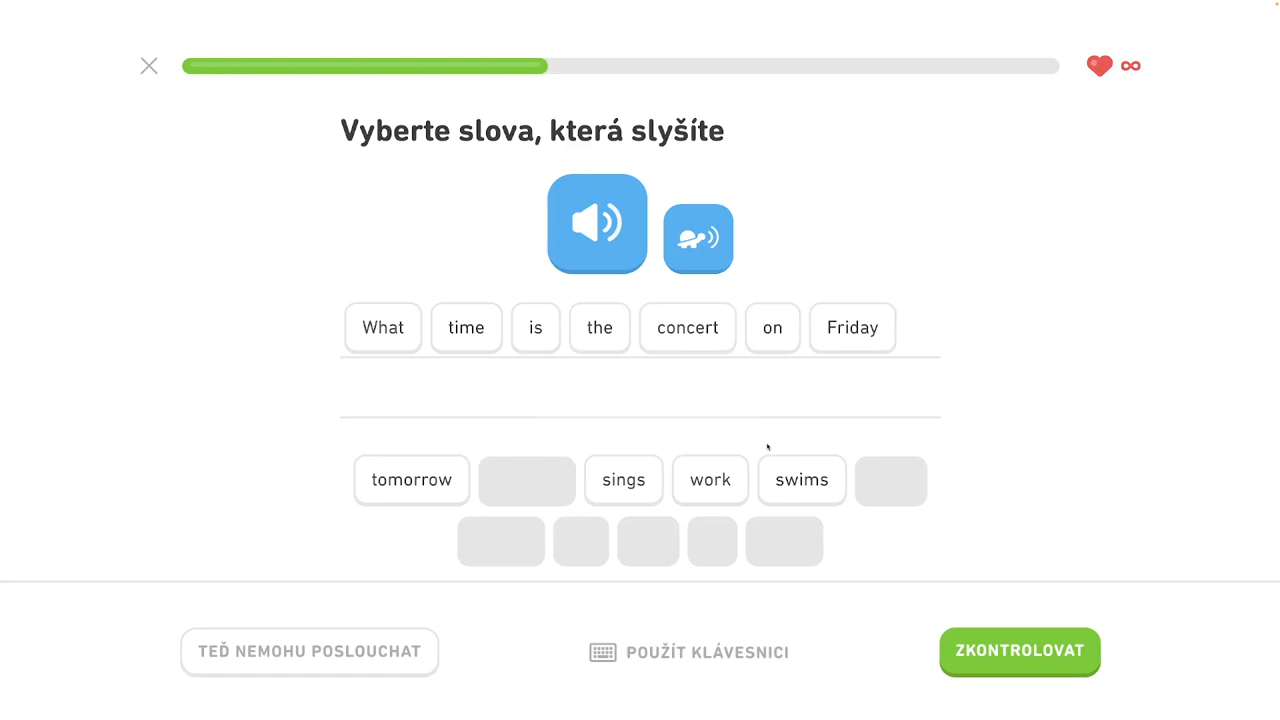 Vyberte slova, která slyšíte
What time is the concert on Friday
tomorrow sings work swims
TEĎ NEMOHU POSLOUCHAT POUŽÍT KLÁVESNICI ZKONTROLOVAT